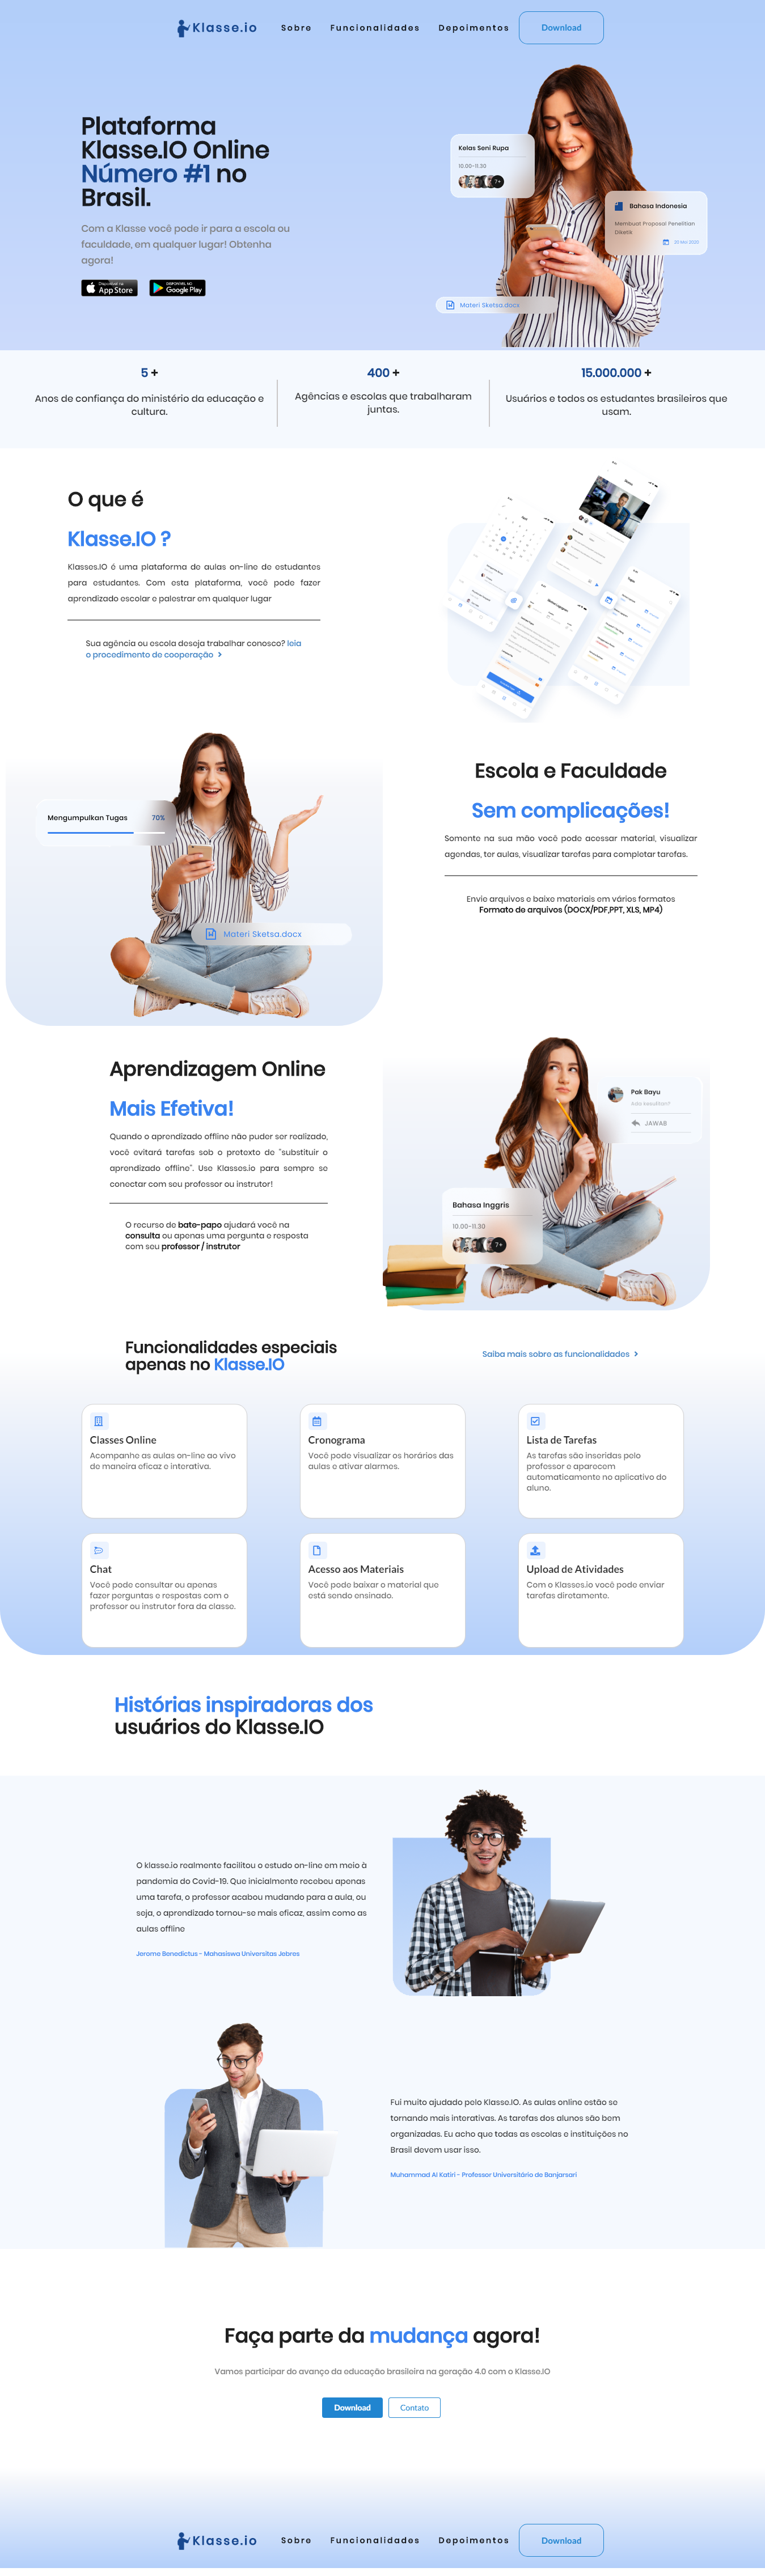 Klasse.io
Sobre
Funcionalidades
Depoimentos
Download
Plataforma
Klasse.IO Online
Número #1 no
Brasil.
Com a Klasse você pode ir para a escola ou
faculdade, em qualquer lugar! Obtenha
agora!
App Store
Google Play
Kelas Seni Rupa
10.00-11.30
7+
Bahasa Indonesia
Membuat Proposal Penelitian
Diketik
Materi Sketsa.docx
5 +
Anos de confiança do ministério da educação e
cultura.
400 +
Agências e escolas que trabalharam
juntas.
15.000.000 +
Usuários e todos os estudantes brasileiros que
usam.
O que é
Klasse.IO ?
Klasses.IO é uma plataforma de aulas on-line de estudantes
para estudantes. Com esta plataforma, você pode fazer
aprendizado escolar e palestrar em qualquer lugar
Sua agência ou escola deseja trabalhar conosco? leia
o procedimento de cooperação
Mengumpulkan Tugas 70%
Materi Sketsa.docx
Escola e Faculdade
Sem complicações!
Somente na sua mão você pode acessar material, visualizar
agendas, ter aulas, visualizar tarefas para completar tarefas.
Envie arquivos e baixe materiais em vários formatos
Formato de arquivos (DOCX/PDF,PPT, XLS, MP4)
Aprendizagem Online
Mais Efetiva!
Quando o aprendizado offline não puder ser realizado,
você evitará tarefas sob o pretexto de "substituir o
aprendizado offline". Use Klasses.io para sempre se
conectar com seu professor ou instrutor!
O recurso de bate-papo ajudará você na
consulta ou apenas uma pergunta e resposta
com seu professor / instrutor
Pak Bayu
JAWAB
Bahasa Inggris
10.00-11.30
7+
Funcionalidades especiais
apenas no Klasse.IO
Saiba mais sobre as funcionalidades
Classes Online
Acompanhe as aulas on-line ao vivo
de maneira eficaz e interativa.
Cronograma
Você pode visualizar os horários das
aulas e ativar alarmes.
Lista de Tarefas
As tarefas são inseridas pelo
professor e aparecem
automaticamente no aplicativo do
aluno.
Chat
Você pode consultar ou apenas
fazer perguntas e respostas com o
professor ou instrutor fora da classe.
Acesso aos Materiais
Você pode baixar o material que
está sendo ensinado.
Upload de Atividades
Com o Klasses.io você pode enviar
tarefas diretamente.
Histórias inspiradoras dos
usuários do Klasse.IO
O klasse.io realmente facilitou o estudo on-line em meio à
pandemia do Covid-19. Que inicialmente recebeu apenas
uma tarefa, o professor acabou mudando para a aula, ou
seja, o aprendizado tornou-se mais eficaz, assim como as
aulas offline
Jerome Benedictus - Mahasiswa Universitas Jebres
Fui muito ajudado pelo Klasse.IO. As aulas online estão se
tornando mais interativas. As tarefas dos alunos são bem
organizadas. Eu acho que todas as escolas e instituições no
Brasil devem usar isso.
Muhammad Al Katiri - Professor Universitário de Banjarsari
Faça parte da mudança agora!
Vamos participar do avanço da educação brasileira na geração 4.0 com o Klasse.IO
Download
Contato
Klasse.io
Sobre
Funcionalidades
Depoimentos
Download